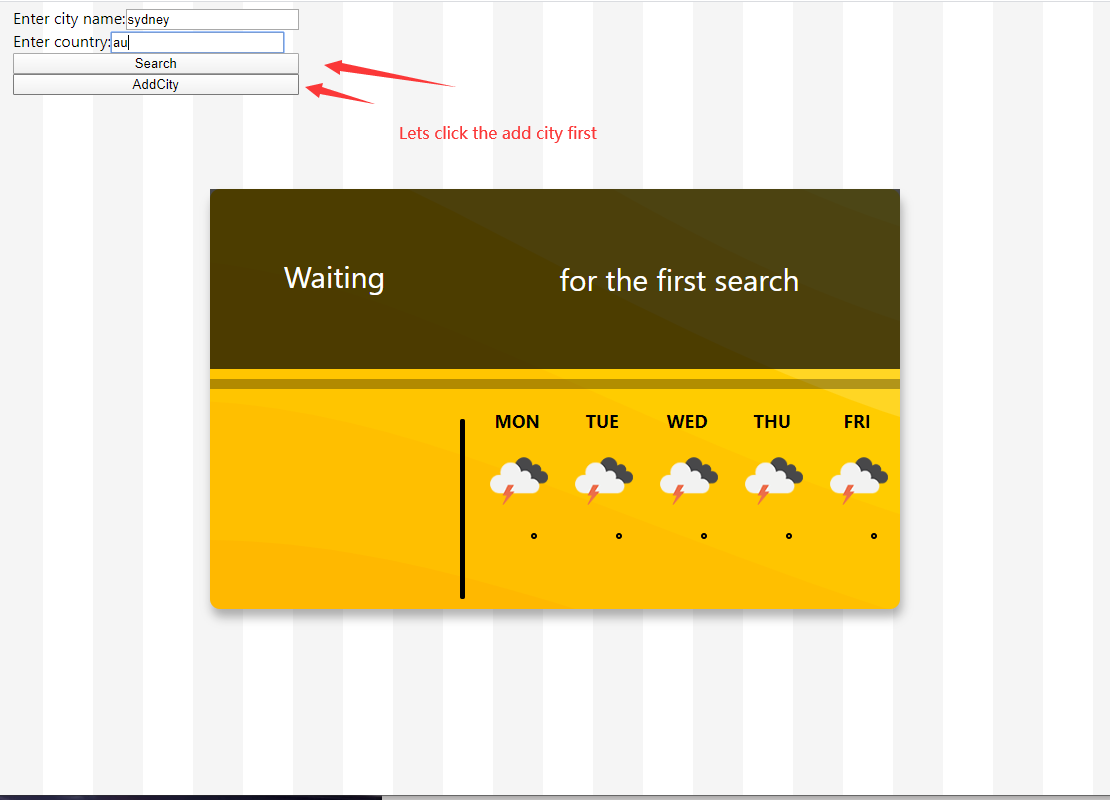 Enter city name:sydney
Enter country:au
Search
AddCity
Lets click the add city first
Waiting for the first search
MON TUE WED THU FRI